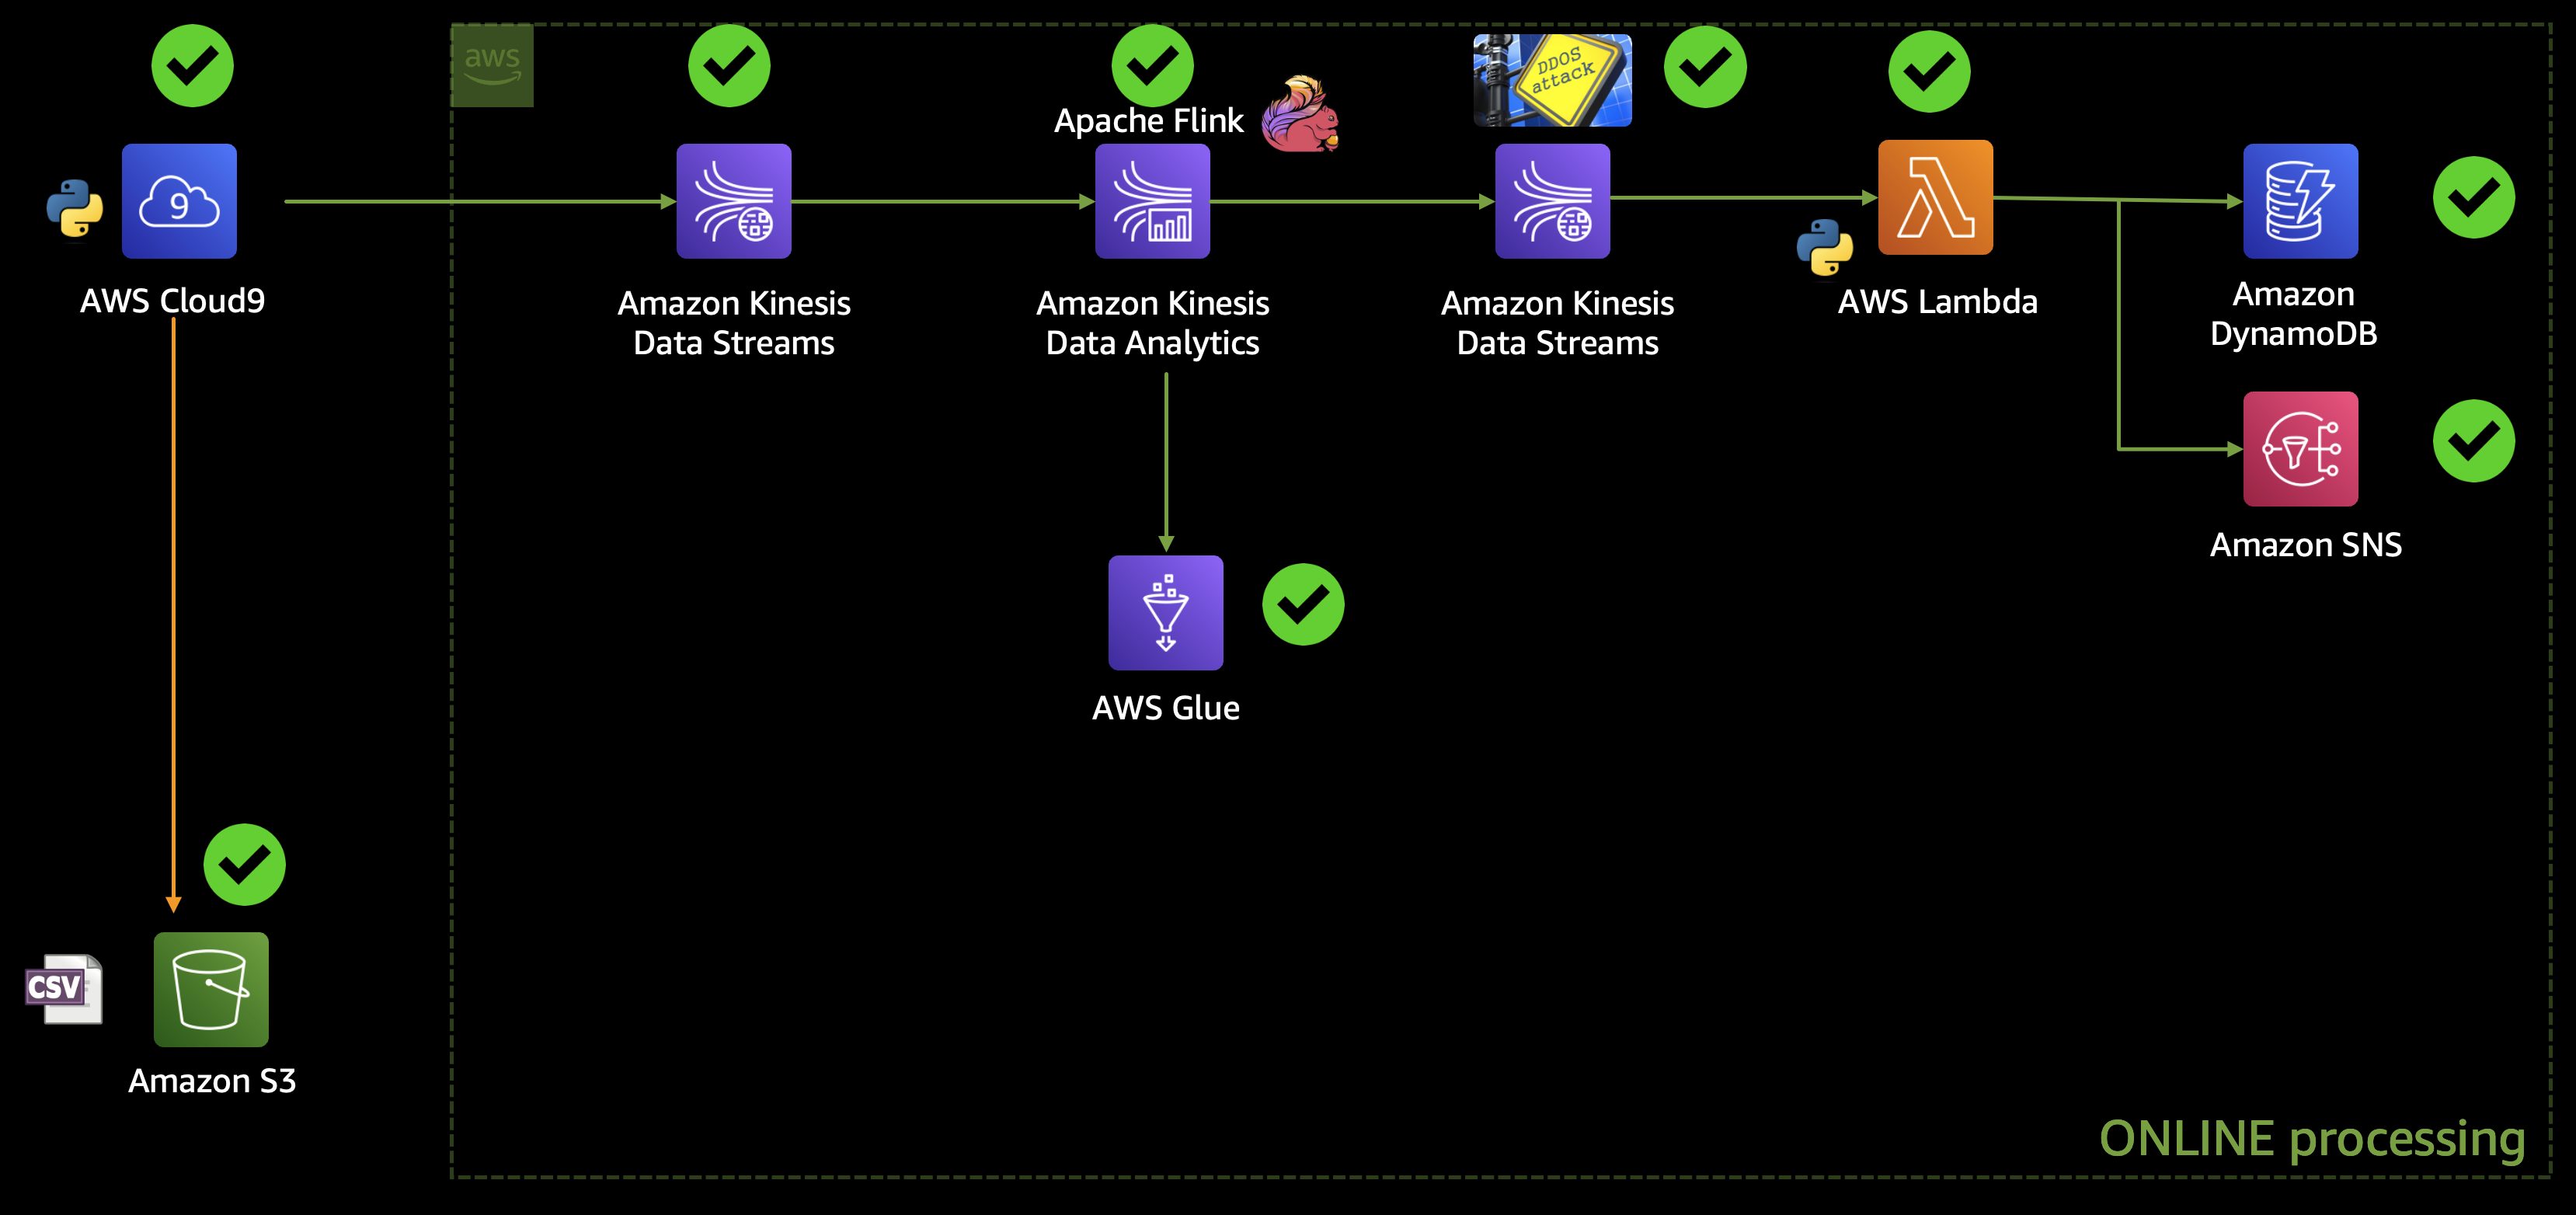 aws
DDOS
attack
Apache Flink
9
AWS Cloud9
Amazon Kinesis
Data Streams
Amazon Kinesis
Data Analytics
Amazon Kinesis
Data Streams
AWS Lambda
Amazon
DynamoDB
Amazon SNS
AWS Glue
CSV
Amazon S3
ONLINE processing